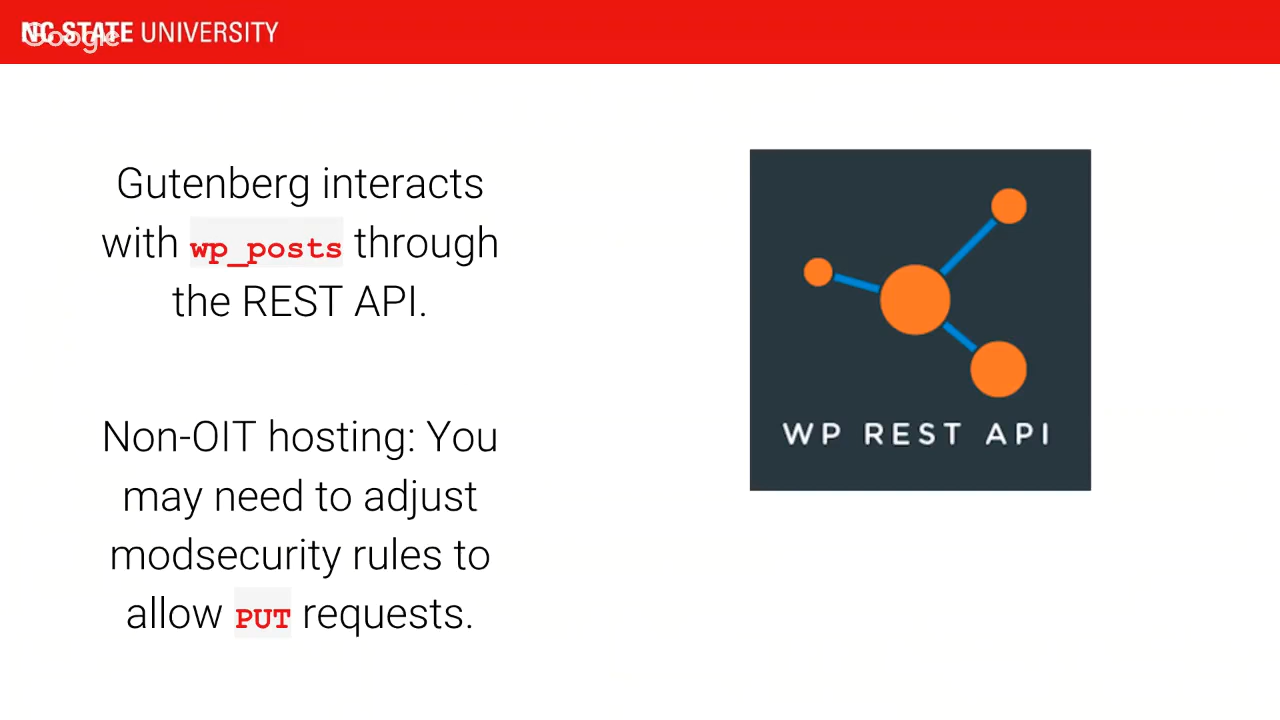 NC STATE UNIVERSITY
Google
Gutenberg interacts
with wp_posts through
the REST API.
Non-OIT hosting: You
may need to adjust
modsecurity rules to
allow PUT requests.
WP REST API